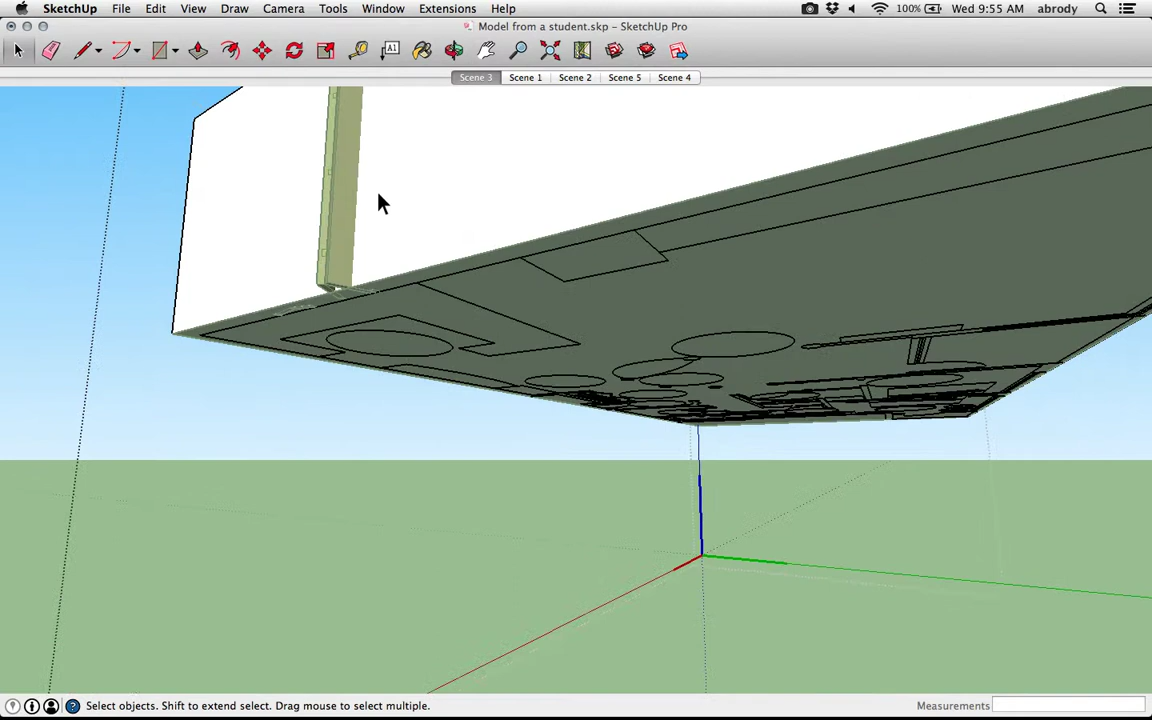 SketchUp File Edit View Draw Camera Tools Window Extensions Help 100% Wed 9:55 AM abrody
Model from a student.skp – SketchUp Pro
A1
Scene 3 Scene 1 Scene 2 Scene 5 Scene 4
Select objects. Shift to extend select. Drag mouse to select multiple. Measurements